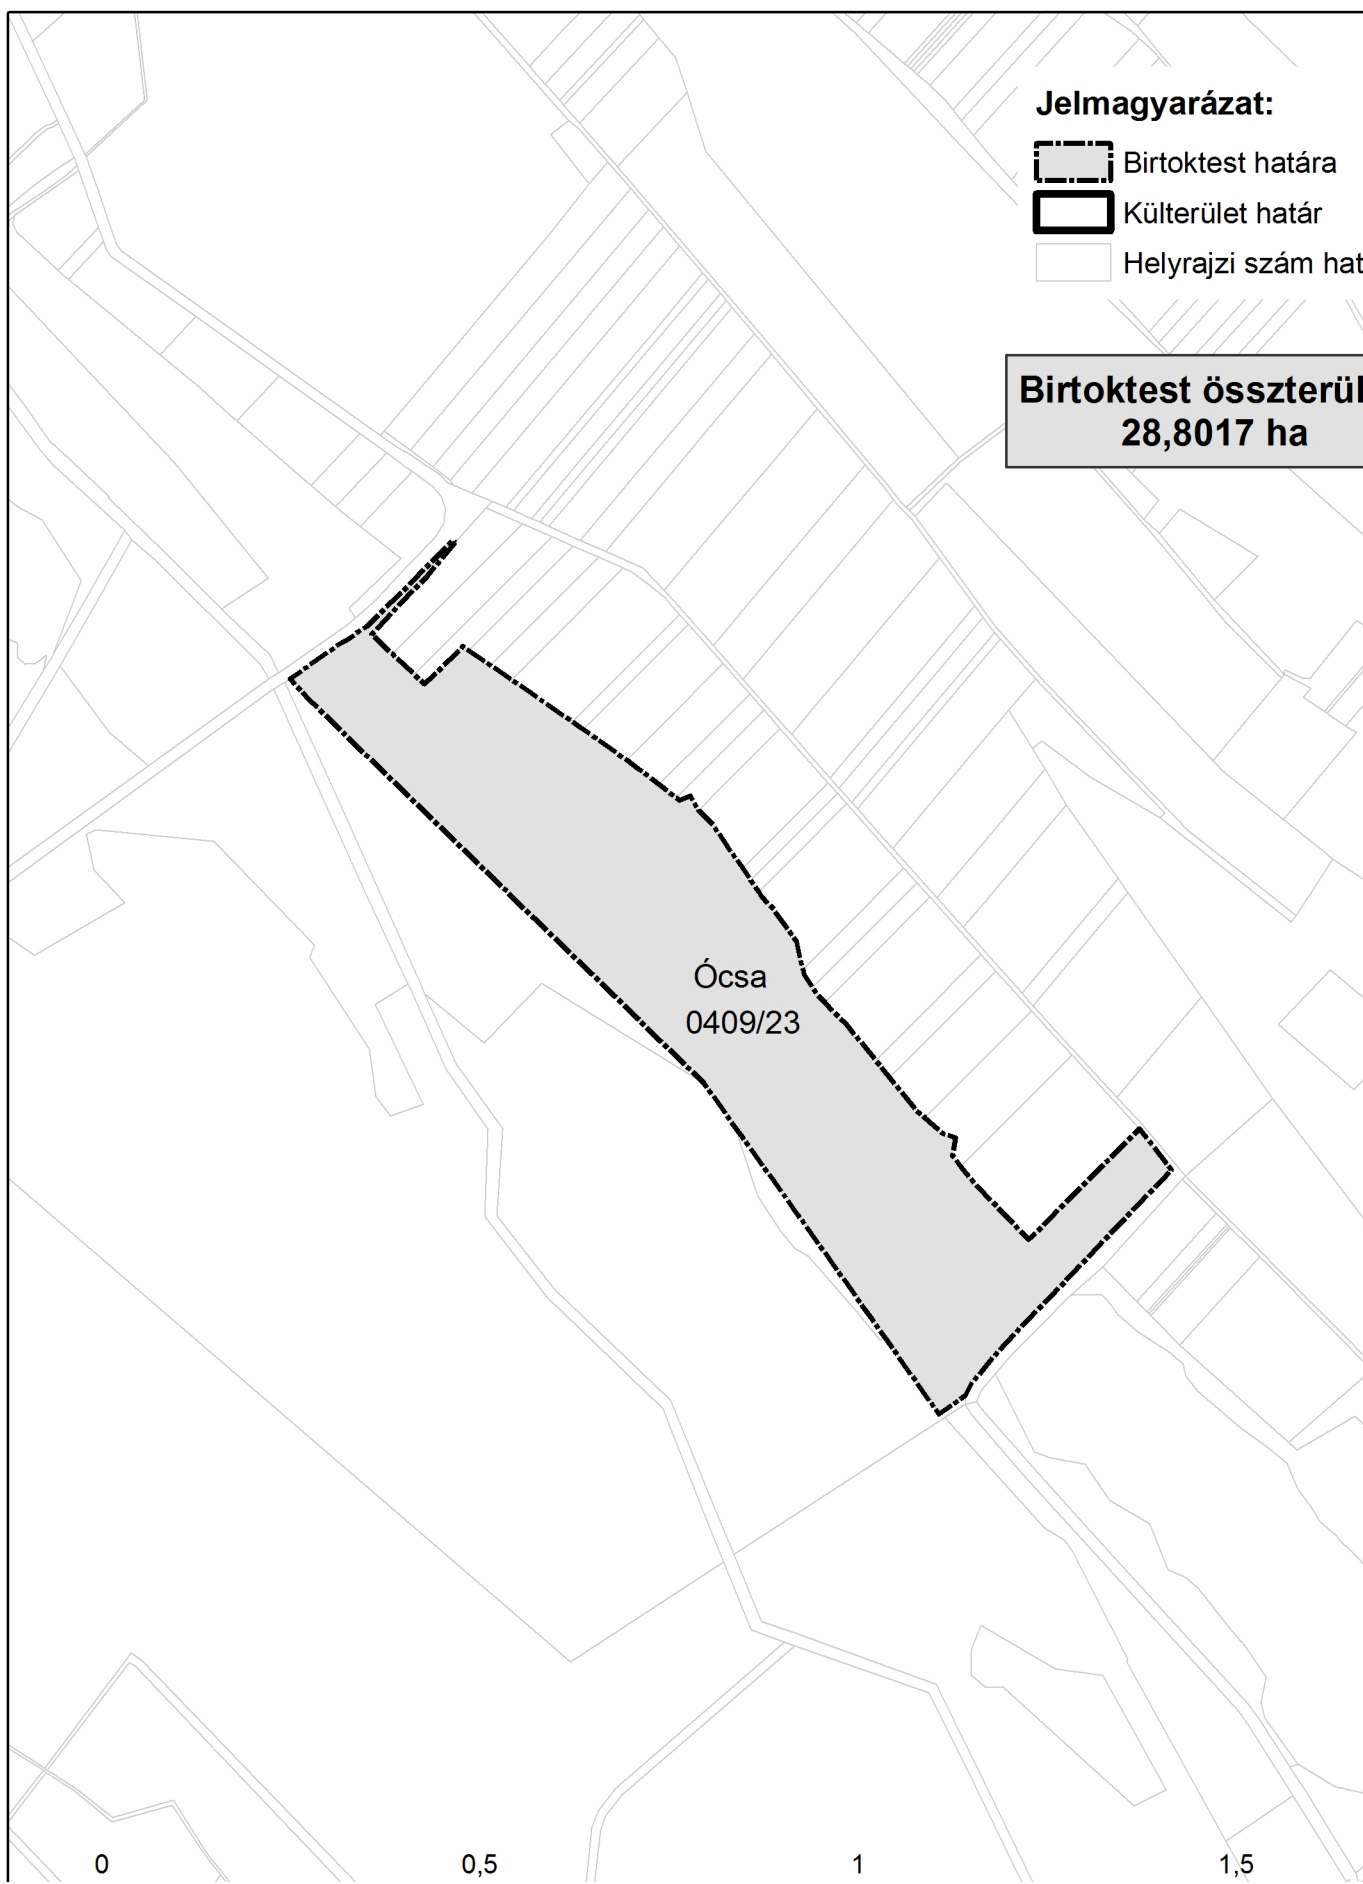 Jelmagyarázat:
Birtoktest határa
Külterület határ
Helyrajzi szám hat
Birtoktest összterül
28,8017 ha
Ócsa
0409/23
0 0,5 1 1,5